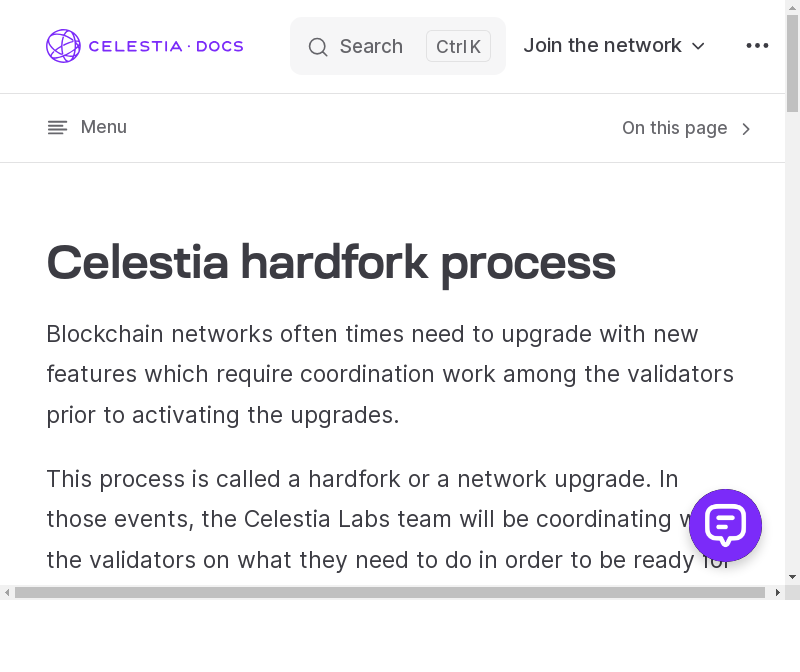 CELESTIA · DOCS
Search
Ctrl K
Join the network
Menu
On this page
Celestia hardfork process
Blockchain networks often times need to upgrade with new
features which require coordination work among the validators
prior to activating the upgrades.
This process is called a hardfork or a network upgrade. In
those events, the Celestia Labs team will be coordinating
the validators on what they need to do in order to be ready for